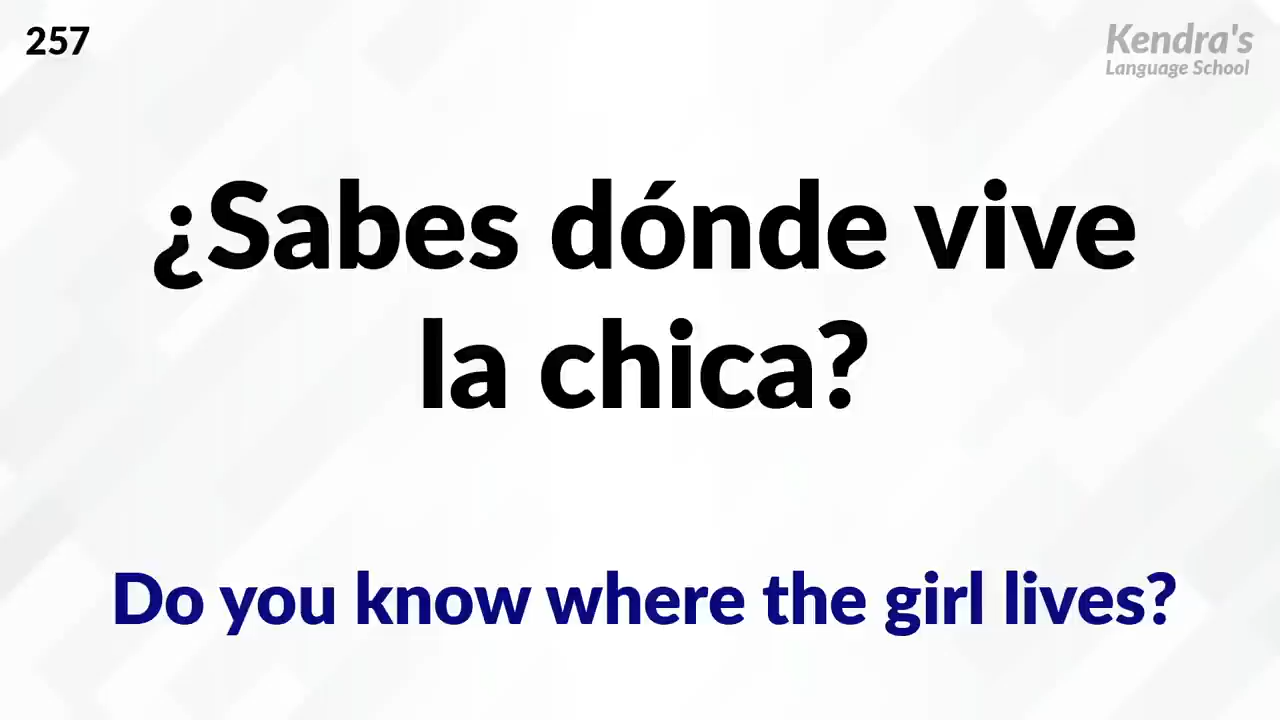 257
Kendra's
Language School
¿Sabes dónde vive
la chica?
Do you know where the girl lives?